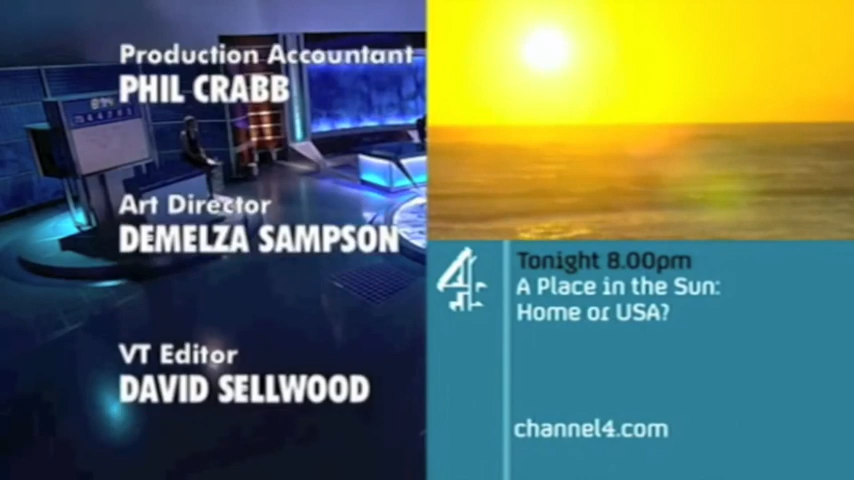 Production Accountant
PHIL CRABB
Art Director
DEMELZA SAMPSON
VT Editor
DAVID SELLWOOD
4
Tonight 8.00pm
A Place in the Sun:
Home or USA?
channel4.com